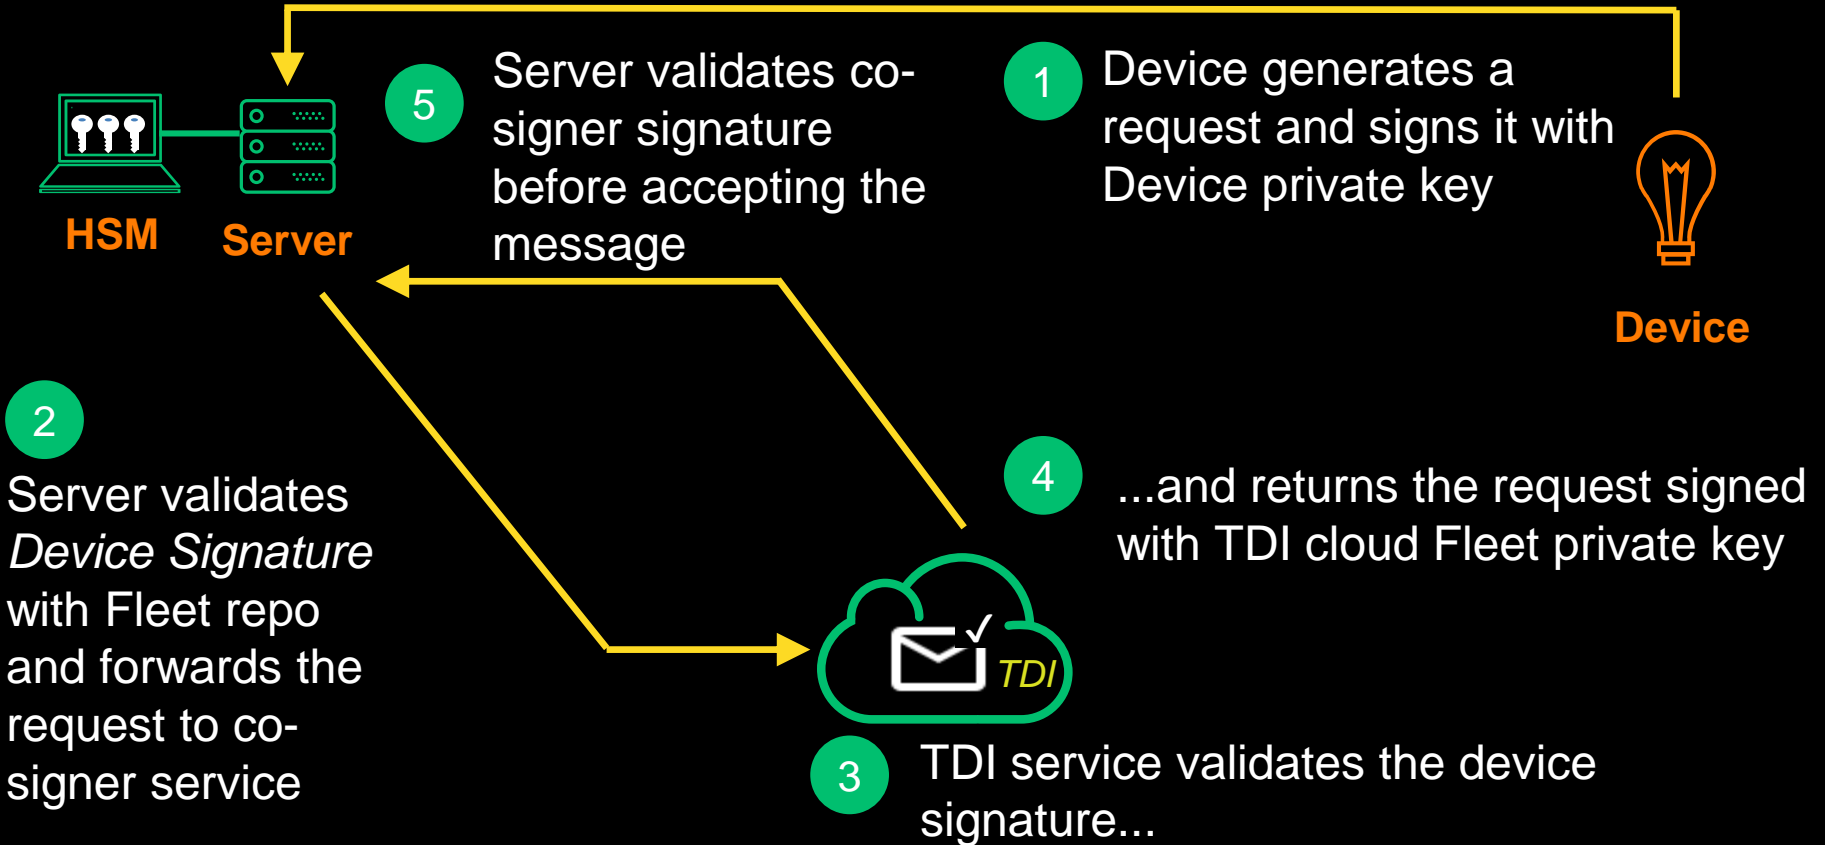 5
Server validates co-
signer signature
before accepting the
message
1
Device generates a
request and signs it with
Device private key
HSM
Server
Device
2
Server validates
Device Signature
with Fleet repo
and forwards the
request to co-
signer service
4
...and returns the request signed
with TDI cloud Fleet private key
TDI
3
TDI service validates the device
signature...